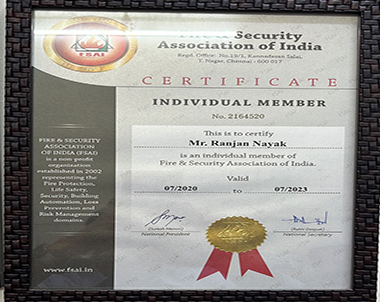 Fire & Security
Association of India
Regd. Office: No.19/1, Kannadasan Salai,
T. Nagar, Chennai - 600 017
FSAI
CERTIFICATE
INDIVIDUAL MEMBER
No. 2164520
This is to certify
Mr. Ranjan Nayak
is an individual member of
Fire & Security Association of India.
Valid
07/2020 to 07/2023
FIRE & SECURITY
ASSOCIATION
OF INDIA (FSAI)
is a non profit
organisation
established in 2002
representing the
Fire Protection,
Life Safety,
Security, Building
Automation, Loss
Prevention and
Risk Management
domains.
www.fsai.in
National President
National Secretary